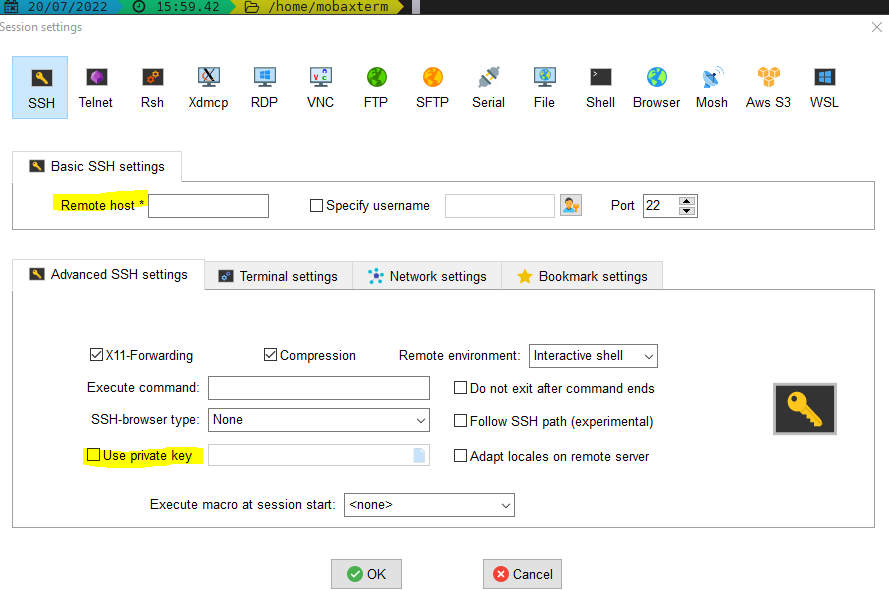 20/07/2022 15:59.42 /home/mobaxterm
Session settings
SSH Telnet Rsh Xdmcp RDP VNC FTP SFTP Serial File Shell Browser Mosh Aws S3 WSL
Basic SSH settings
Remote host * Specify username Port 22
Advanced SSH settings Terminal settings Network settings Bookmark settings
X11-Forwarding Compression Remote environment: Interactive shell
Execute command: Do not exit after command ends
SSH-browser type: None Follow SSH path (experimental)
Use private key Adapt locales on remote server
Execute macro at session start: <none>
OK Cancel